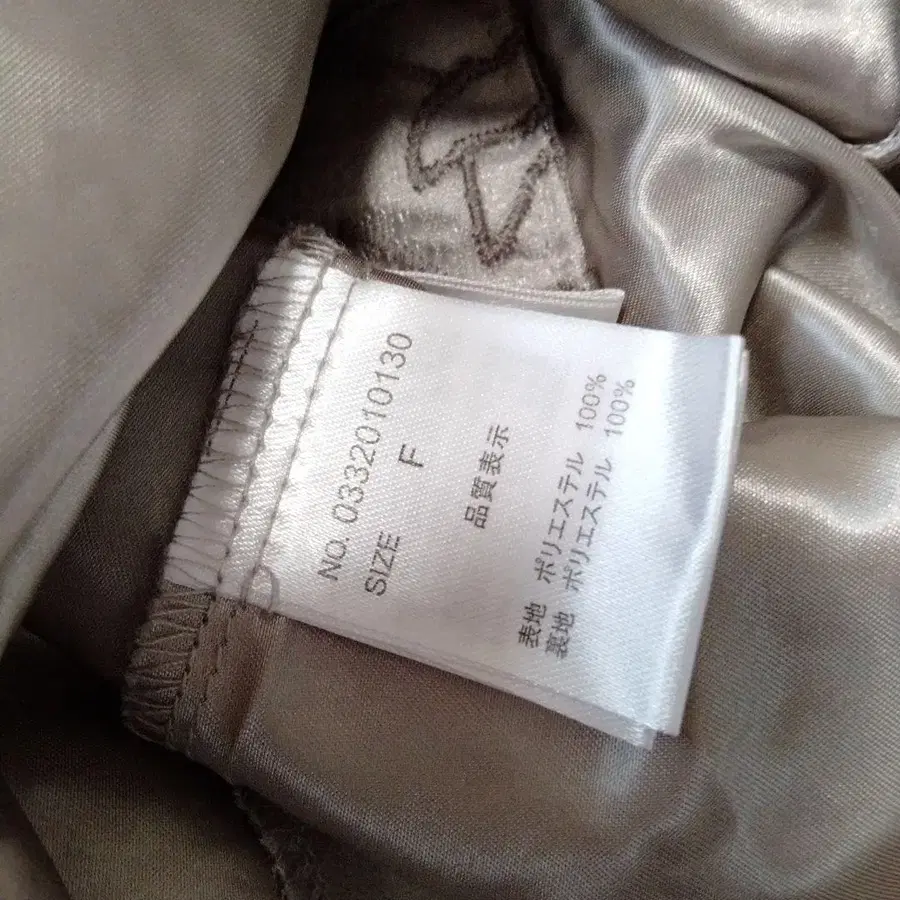 NO. 0332010130
SIZE F
品質表示
表地 ポリエステル 100%
裏地 ポリエステル 100%